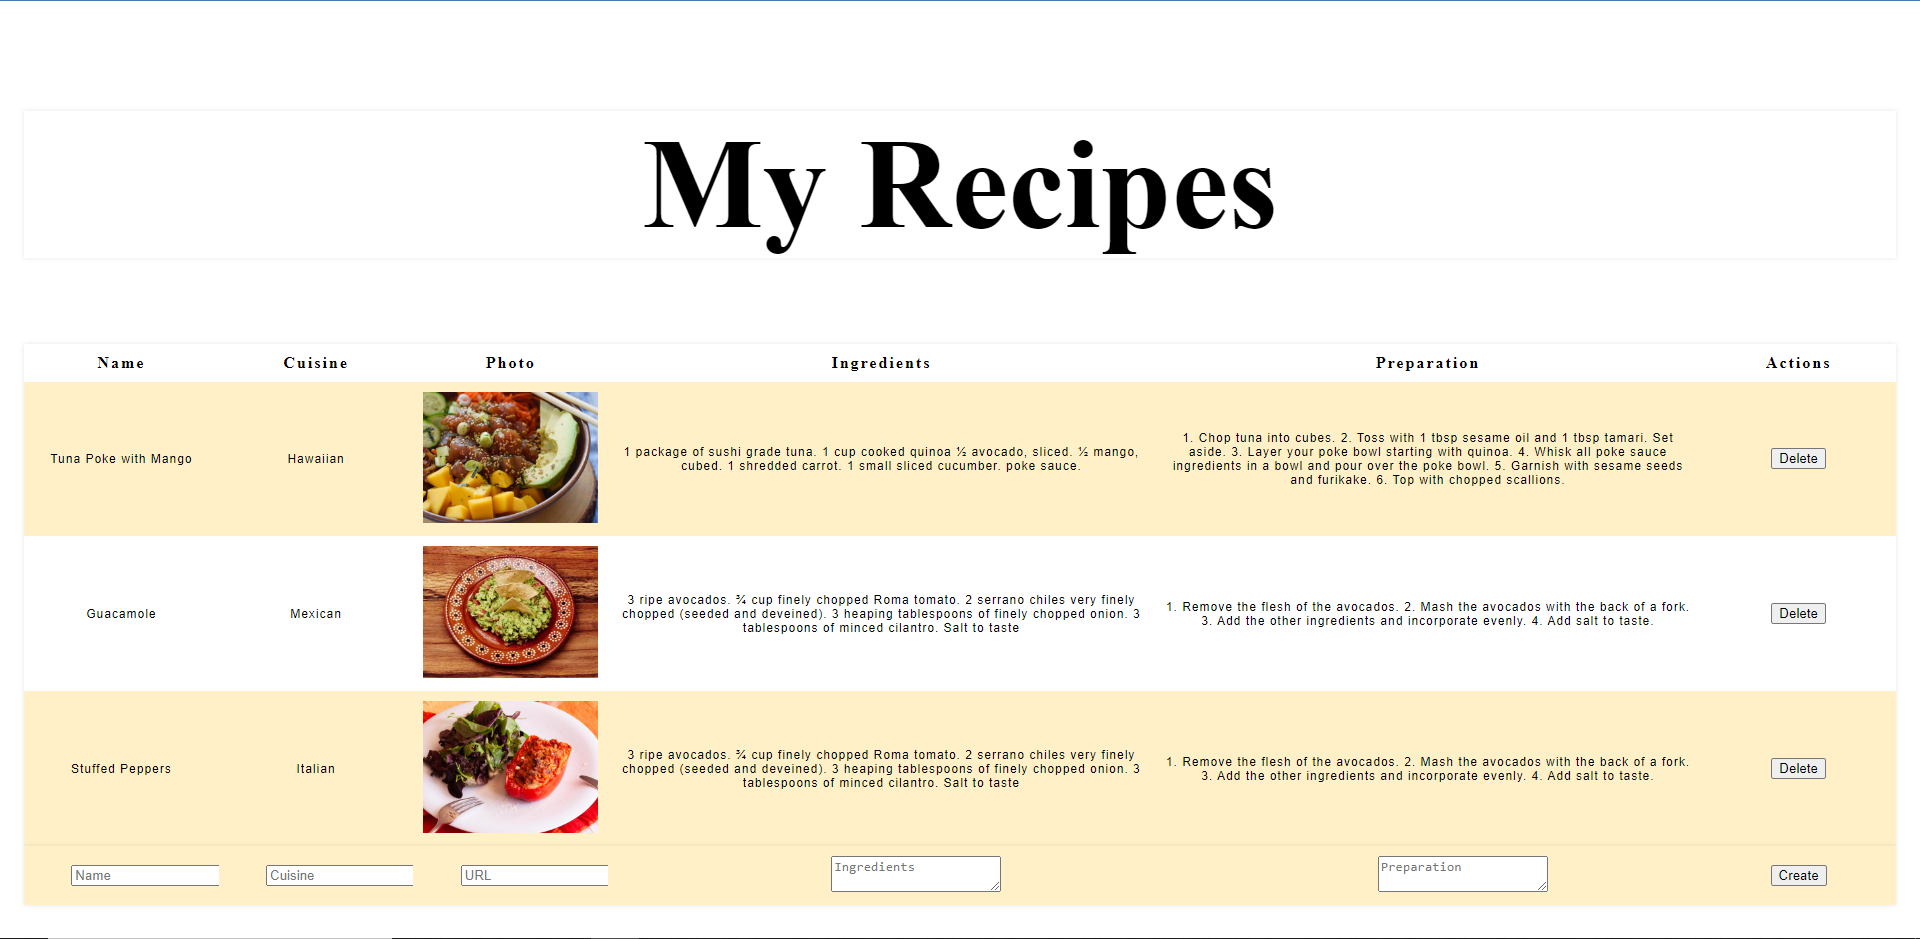 My Recipes
Name Cuisine Photo Ingredients Preparation Actions
Tuna Poke with Mango
Hawaiian
1 package of sushi grade tuna. 1 cup cooked quinoa ½ avocado, sliced. ½ mango,
cubed. 1 shredded carrot. 1 small sliced cucumber. poke sauce.
1. Chop tuna into cubes. 2. Toss with 1 tbsp sesame oil and 1 tbsp tamari. Set
aside. 3. Layer your poke bowl starting with quinoa. 4. Whisk all poke sauce
ingredients in a bowl and pour over the poke bowl. 5. Garnish with sesame seeds
and furikake. 6. Top with chopped scallions.
Delete
Guacamole
Mexican
3 ripe avocados. ¾ cup finely chopped Roma tomato. 2 serrano chiles very finely
chopped (seeded and deveined). 3 heaping tablespoons of finely chopped onion. 3
tablespoons of minced cilantro. Salt to taste
1. Remove the flesh of the avocados. 2. Mash the avocados with the back of a fork.
3. Add the other ingredients and incorporate evenly. 4. Add salt to taste.
Delete
Stuffed Peppers
Italian
3 ripe avocados. ¾ cup finely chopped Roma tomato. 2 serrano chiles very finely
chopped (seeded and deveined). 3 heaping tablespoons of finely chopped onion. 3
tablespoons of minced cilantro. Salt to taste
1. Remove the flesh of the avocados. 2. Mash the avocados with the back of a fork.
3. Add the other ingredients and incorporate evenly. 4. Add salt to taste.
Delete
Name Cuisine URL Ingredients Preparation Create